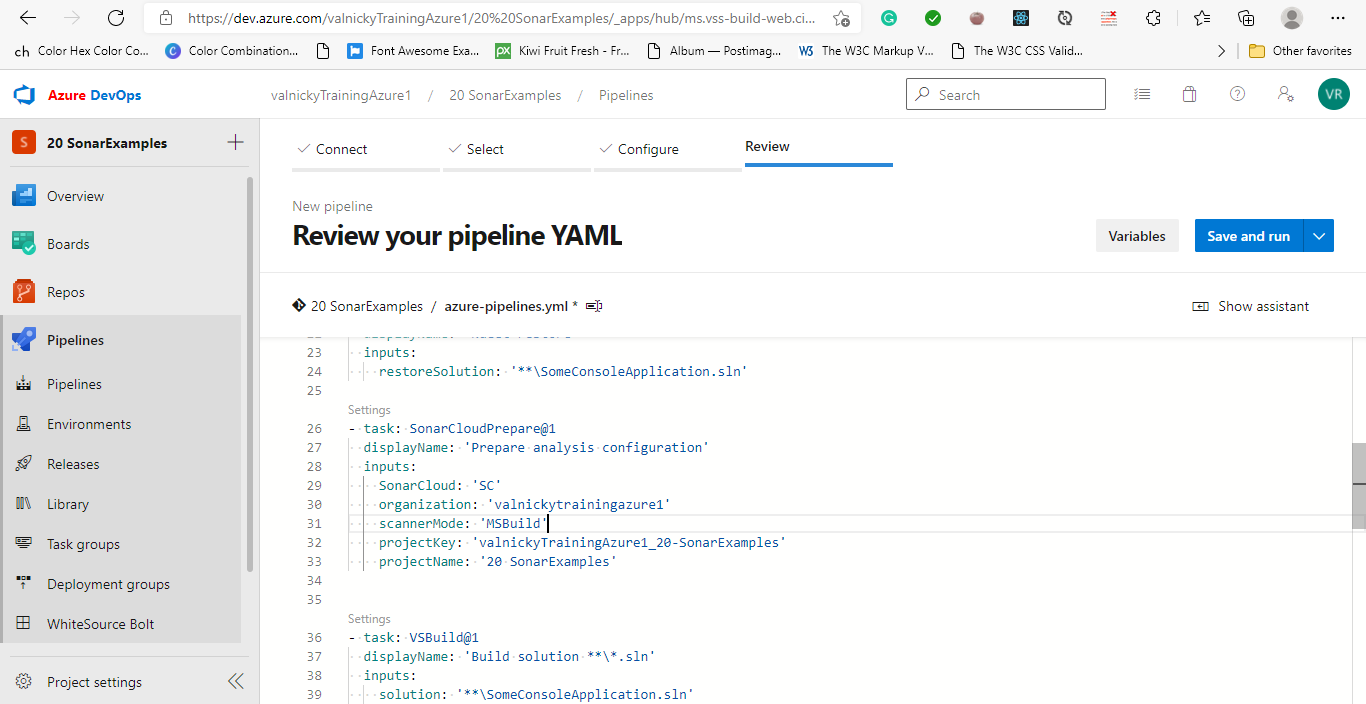 https://dev.azure.com/valnickyTrainingAzure1/20%20SonarExamples/_apps/hub/ms.vss-build-web.ci...
ch Color Hex Color Co...
C Color Combination...
Font Awesome Exa...
px Kiwi Fruit Fresh - Fr...
Album — Postimag...
W3 The W3C Markup V...
The W3C CSS Valid...
Other favorites
Azure DevOps
valnickyTrainingAzure1 / 20 SonarExamples / Pipelines
Search
VR
S 20 SonarExamples
Overview
Boards
Repos
Pipelines
Pipelines
Environments
Releases
Library
Task groups
Deployment groups
WhiteSource Bolt
Project settings
Connect
Select
Configure
Review
New pipeline
Review your pipeline YAML
Variables
Save and run
20 SonarExamples / azure-pipelines.yml *
Show assistant
23 inputs:
24 restoreSolution: '**\SomeConsoleApplication.sln'
25
Settings
26 - task: SonarCloudPrepare@1
27 displayName: 'Prepare analysis configuration'
28 inputs:
29 SonarCloud: 'SC'
30 organization: 'valnickytrainingazure1'
31 scannerMode: 'MSBuild'
32 projectKey: 'valnickyTrainingAzure1_20-SonarExamples'
33 projectName: '20 SonarExamples'
34
35
Settings
36 - task: VSBuild@1
37 displayName: 'Build solution **\*.sln'
38 inputs:
39 solution: '**\SomeConsoleApplication.sln'